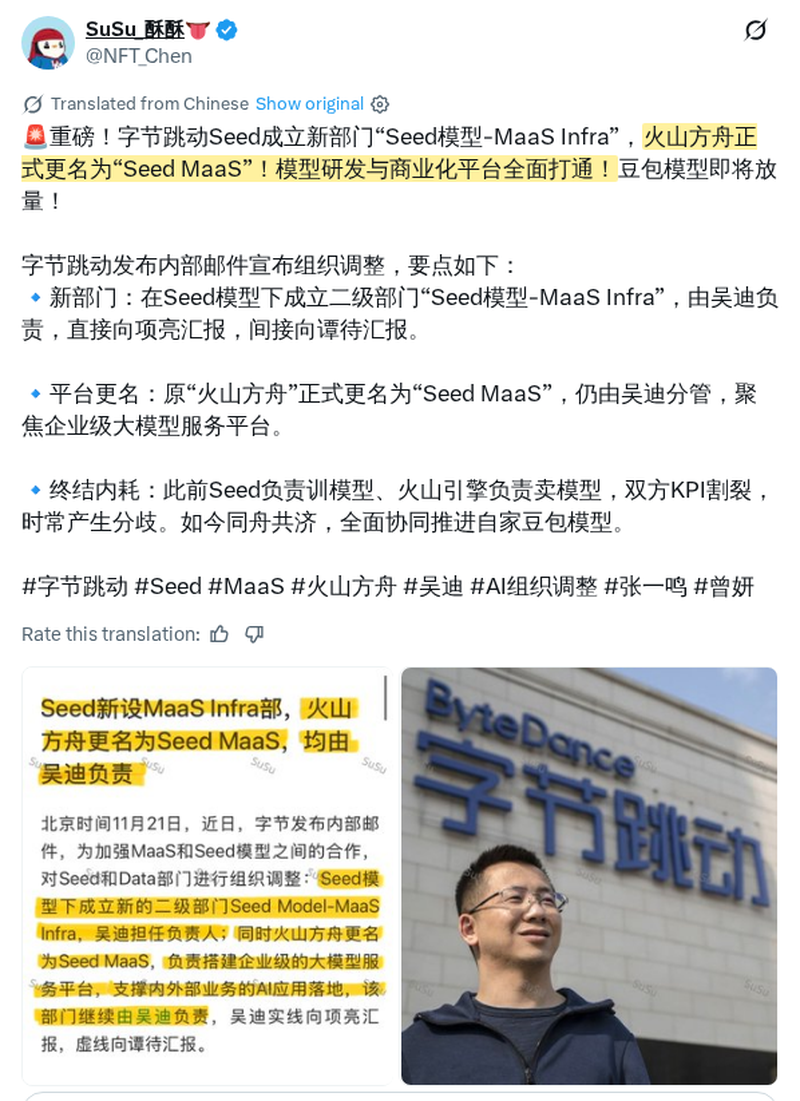 SuSu_酥酥👅
@NFT_Chen
Translated from Chinese Show original
🚨重磅！字节跳动Seed成立新部门“Seed模型-MaaS Infra”，火山方舟正
式更名为“Seed MaaS”！模型研发与商业化平台全面打通！豆包模型即将放
量！
字节跳动发布内部邮件宣布组织调整，要点如下：
🔹新部门：在Seed模型下成立二级部门“Seed模型-MaaS Infra”，由吴迪负
责，直接向项亮汇报，间接向谭待汇报。
🔹平台更名：原“火山方舟”正式更名为“Seed MaaS”，仍由吴迪分管，聚
焦企业级大模型服务平台。
🔹终结内耗：此前Seed负责训模型、火山引擎负责卖模型，双方KPI割裂，
时常产生分歧。如今同舟共济，全面协同推进自家豆包模型。
#字节跳动 #Seed #MaaS #火山方舟 #吴迪 #AI组织调整 #张一鸣 #曾妍
Rate this translation:
Seed新设MaaS Infra部，火山
方舟更名为Seed MaaS，均由
吴迪负责
SuSu SuSu SuSu SuSu
北京时间11月21日，近日，字节发布内部邮
件，为加强MaaS和Seed模型之间的合作，
对Seed和Data部门进行组织调整：Seed模
型下成立新的二级部门Seed Model-MaaS
Infra，吴迪担任负责人；同时火山方舟更名
为Seed MaaS，负责搭建企业级的大模型服
务平台，支撑内外部业务的AI应用落地，该
部门继续由吴迪负责，吴迪实线向项亮汇
报，虚线向谭待汇报。
ByteDance
字节跳动